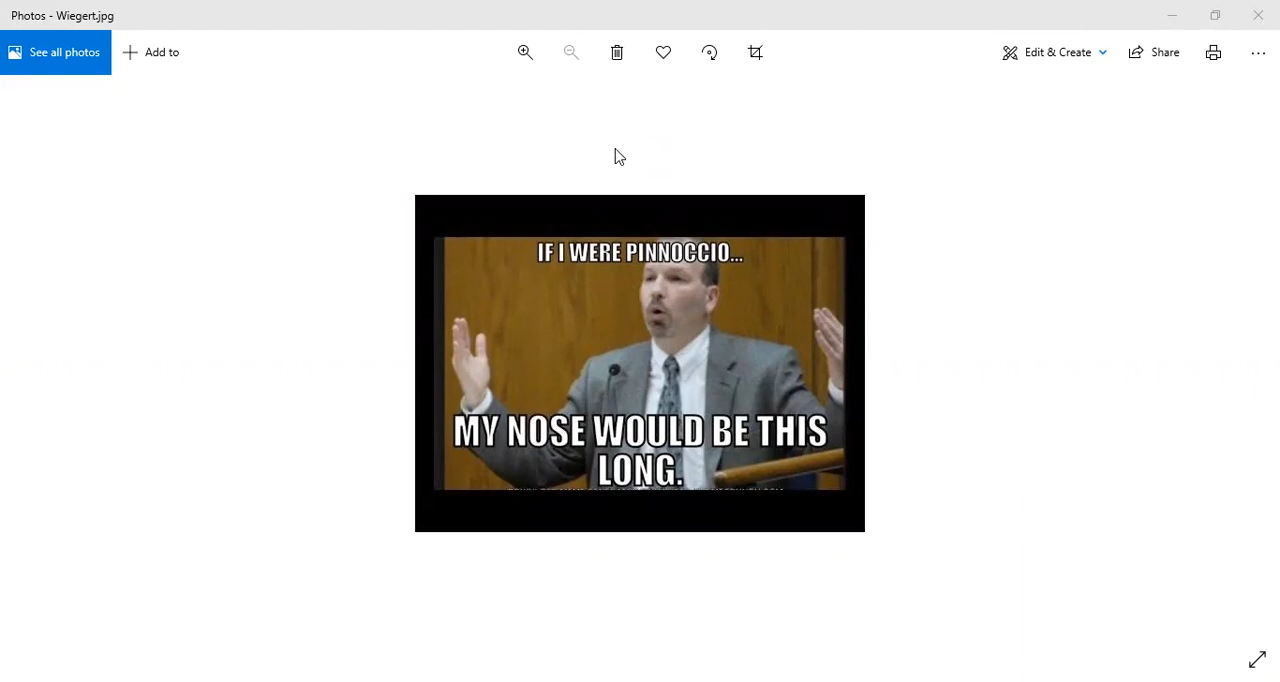 Photos - Wiegert.jpg
See all photos
Add to
Edit & Create
Share
IF I WERE PINNOCCIO...
MY NOSE WOULD BE THIS
LONG.